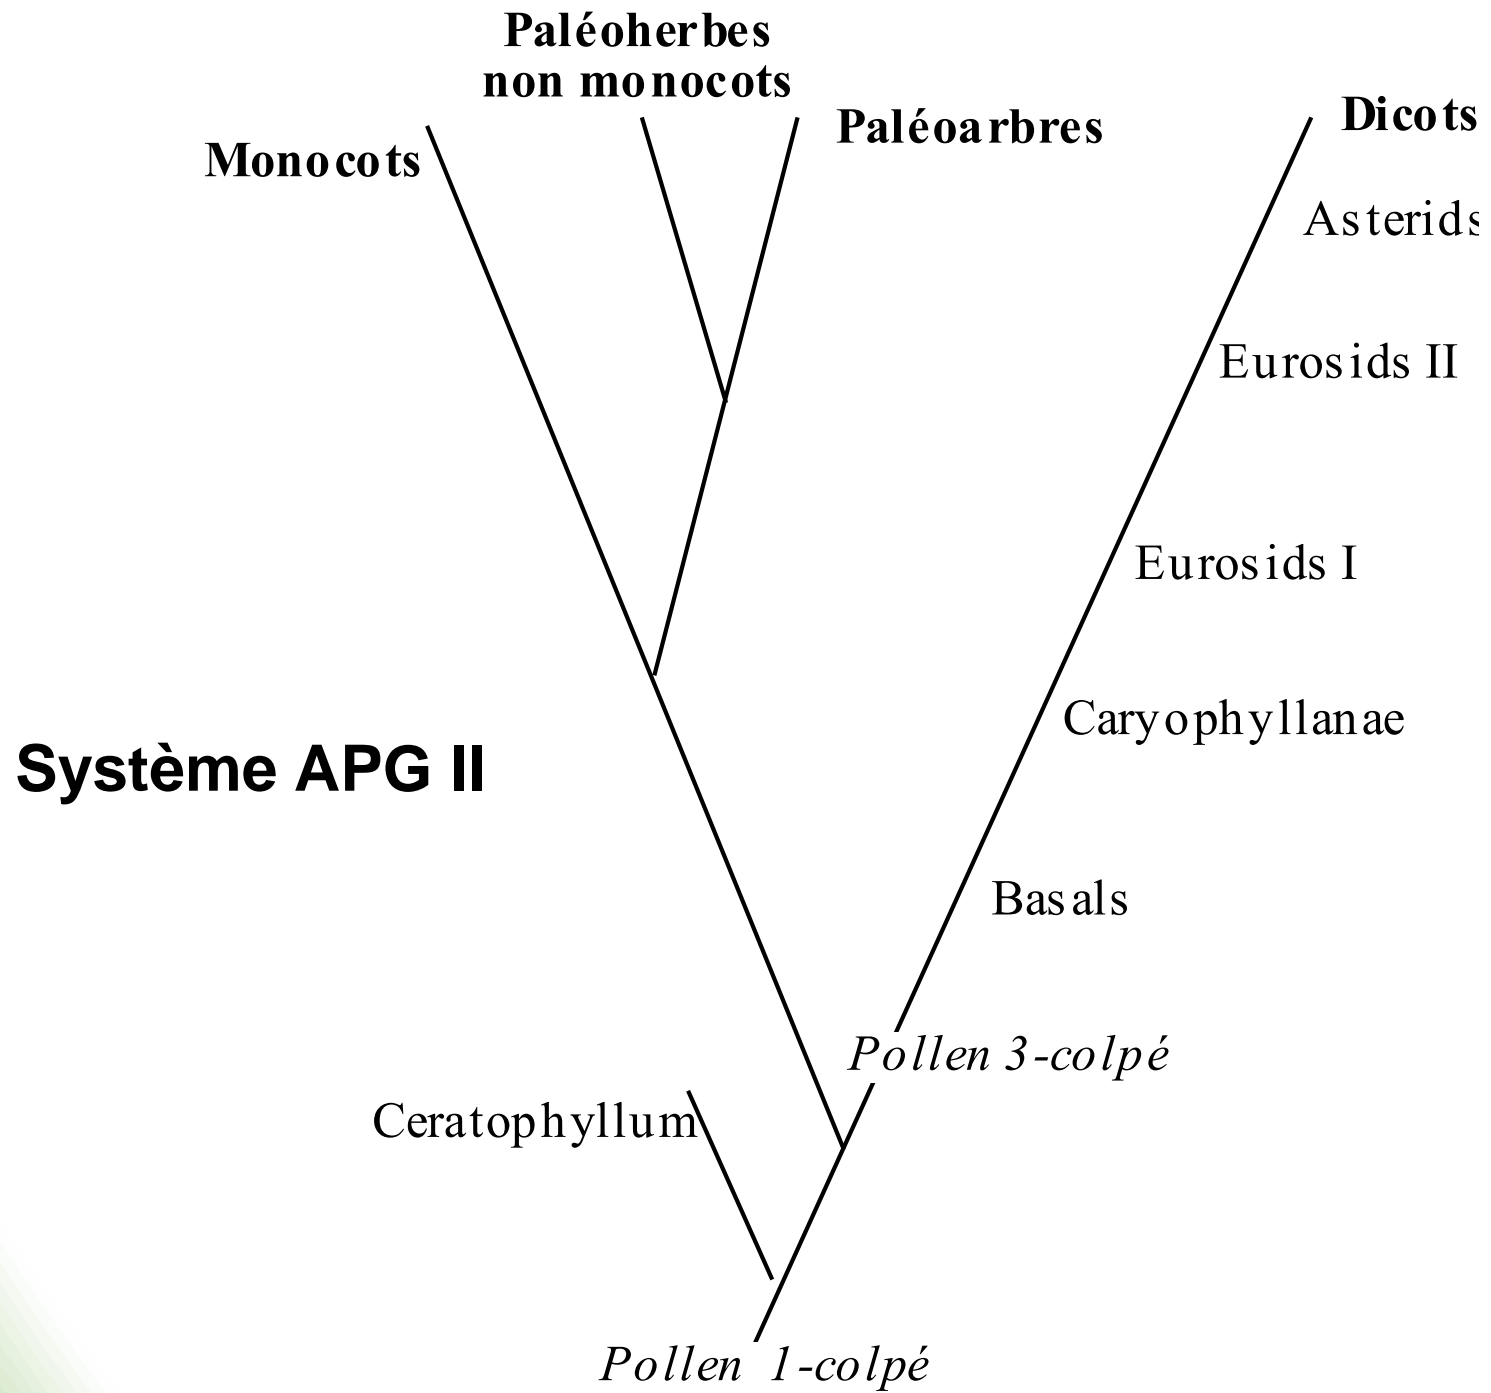 Paléoherbes
non monocots
Dicots
Paléoarbres
Monocots
Asterids
Eurosids II
Eurosids I
Caryophyllanae
Système APG II
Basals
Pollen 3-colpé
Ceratophyllum
Pollen 1-colpé